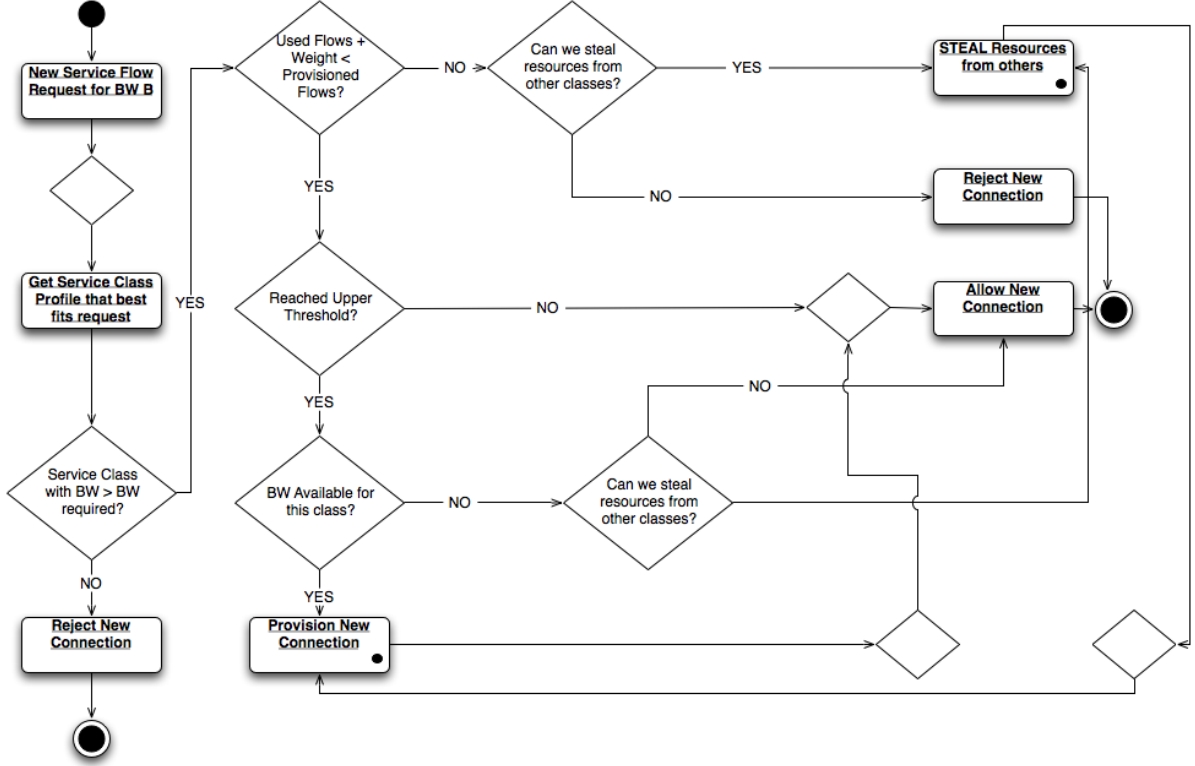 New Service Flow
Request for BW B
Used Flows +
Weight <
Provisioned
Flows?
NO
Can we steal
resources from
other classes?
YES
STEAL Resources
from others
YES
NO
Reject New
Connection
Get Service Class
Profile that best
fits request
YES
Reached Upper
Threshold?
NO
Allow New
Connection
NO
YES
Service Class
with BW > BW
required?
BW Available for
this class?
NO
Can we steal
resources from
other classes?
NO
YES
Reject New
Connection
Provision New
Connection